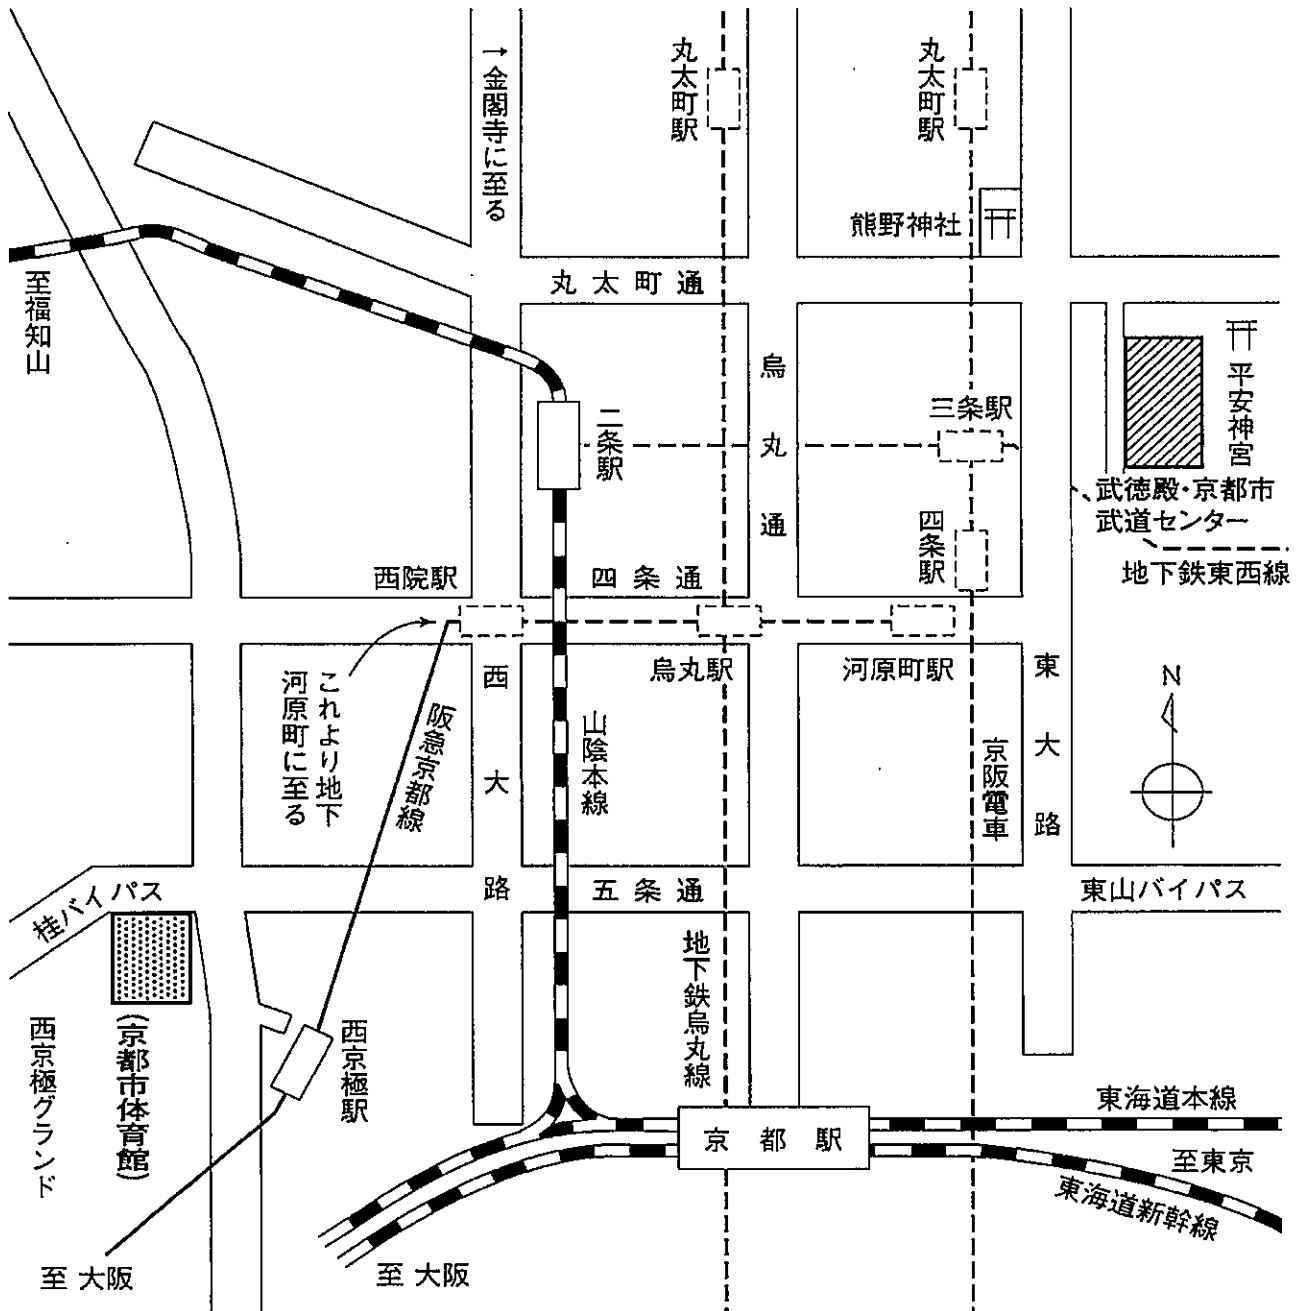 →金閣寺に至る
丸太町駅
丸太町駅
熊野神社
丸太町通
至福知山
烏丸通
二条駅
三条駅
平安神宮
武徳殿・京都市
武道センター
四条駅
地下鉄東西線
西院駅
四条通
烏丸駅
河原町駅
これより地下
河原町に至る
阪急京都線
西大路
山陰本線
京阪電車
東大路
N
桂バイパス
五条通
東山バイパス
地下鉄烏丸線
西京極グランド
(京都市体育館)
西京極駅
京都駅
東海道本線
至東京
東海道新幹線
至 大阪
至 大阪